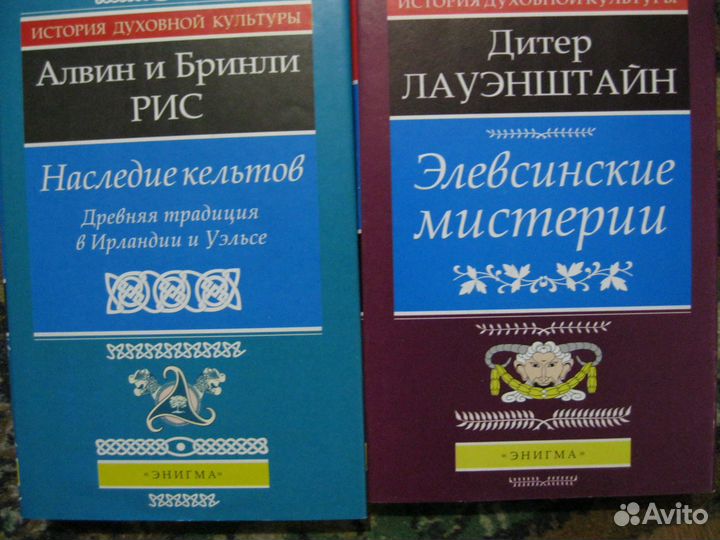 ИСТОРИЯ ДУХОВНОЙ КУЛЬТУРЫ
Алвин и Бринли
РИС
Наследие кельтов
Древняя традиция
в Ирландии и Уэльсе
«ЭНИГМА»
ИСТОРИЯ ДУХОВНОЙ КУЛЬТУРЫ
Дитер
ЛАУЭНШТАЙН
Элевсинские
мистерии
«ЭНИГМА»
Avito